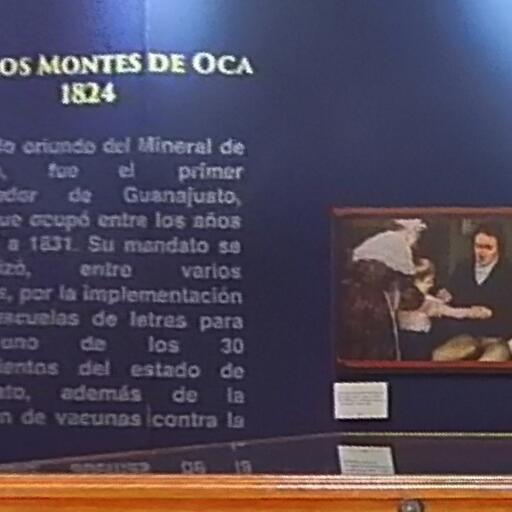 OS MONTES DE OCA
1824
oriundo del Mineral de
fue el primer
ador de Guanajuato,
ue ocupó entre los años
a 1831. Su mandato se
izó, entre varios
s, por la implementación
escuelas de letras para
uno de los 30
ientos del estado de
ato, además de la
n de vacunas contra la